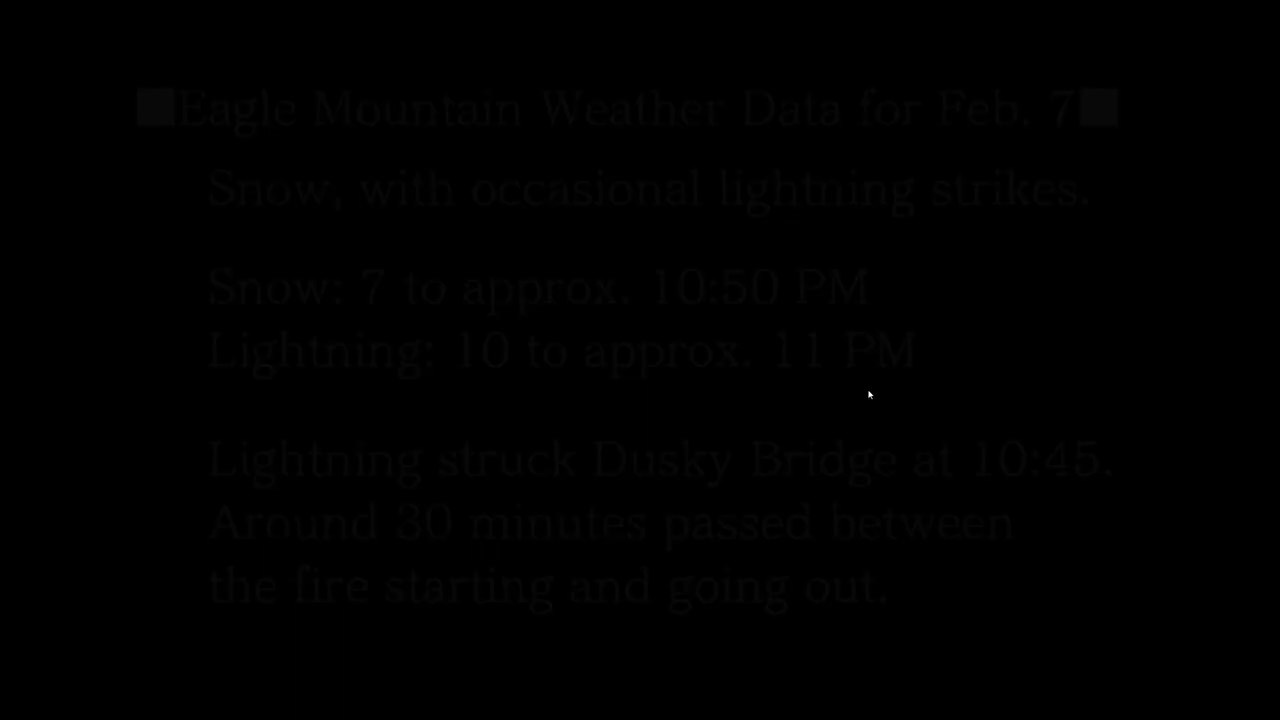 ■Eagle Mountain Weather Data for Feb. 7■
Snow, with occasional lightning strikes.
Snow: 7 to approx. 10:50 PM
Lightning: 10 to approx. 11 PM
Lightning struck Dusky Bridge at 10:45.
Around 30 minutes passed between
the fire starting and going out.